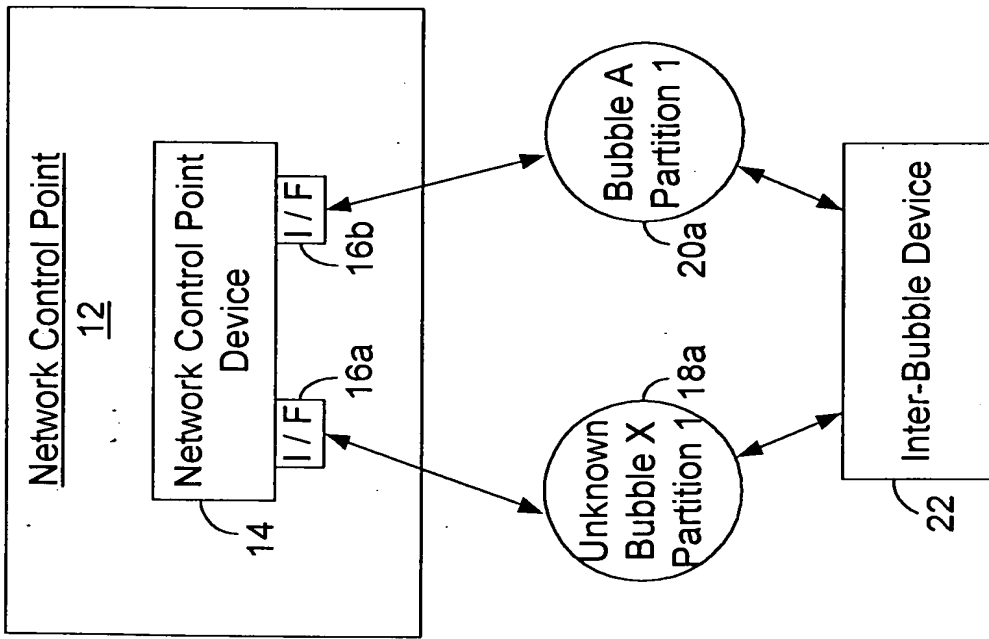 Network Control Point
12
Network Control Point
Device
14
I / F
16a
I / F
16b
Unknown
Bubble X
Partition 1
18a
Bubble A
Partition 1
20a
Inter-Bubble Device
22